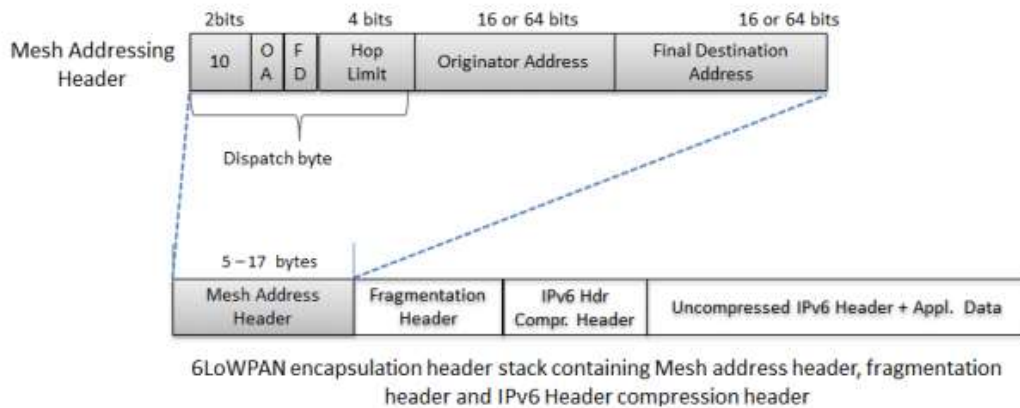 2bits
4 bits
16 or 64 bits
16 or 64 bits
Mesh Addressing
Header
10
O
A
F
D
Hop
Limit
Originator Address
Final Destination
Address
Dispatch byte
5 – 17 bytes
Mesh Address
Header
Fragmentation
Header
IPv6 Hdr
Compr. Header
Uncompressed IPv6 Header + Appl. Data
6LoWPAN encapsulation header stack containing Mesh address header, fragmentation
header and IPv6 Header compression header